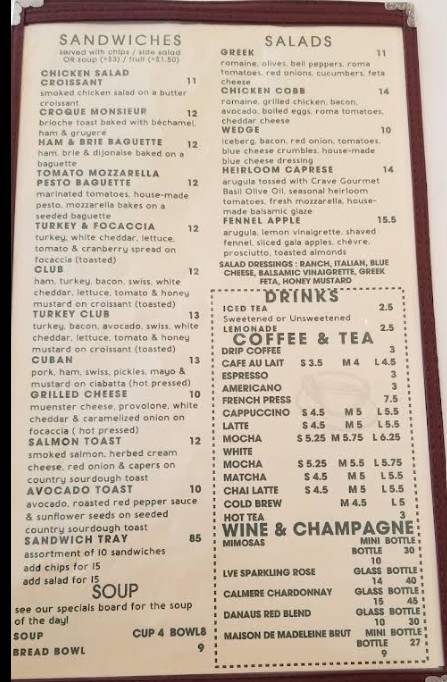 SANDWICHES
served with chips / side salad
OR soup (+$3) / fruit (+$1.50)
CHICKEN SALAD
CROISSANT 11
smoked chicken salad on a butter
croissant
CROQUE MONSIEUR 12
brioche toast baked with béchamel,
ham & gruyere
HAM & BRIE BAGUETTE 12
ham, brie & dijonaise baked on a
baguette
TOMATO MOZZARELLA
PESTO BAGUETTE 12
marinated tomatoes, house-made
pesto, mozzarella bakes on a
seeded baguette
TURKEY & FOCACCIA 12
turkey, white cheddar, lettuce,
tomato & cranberry spread on
focaccia (toasted)
CLUB 12
ham, turkey, bacon, swiss, white
cheddar, lettuce, tomato & honey
mustard on croissant (toasted)
TURKEY CLUB 13
turkey, bacon, avocado, swiss, white
cheddar, lettuce, tomato & honey
mustard on croissant (toasted)
CUBAN 13
pork, ham, swiss, pickles, mayo &
mustard on ciabatta (hot pressed)
GRILLED CHEESE 10
muenster cheese, provolone, white
cheddar & caramelized onion on
focaccia ( hot pressed)
SALMON TOAST 12
smoked salmon, herbed cream
cheese, red onion & capers on
country sourdough toast
AVOCADO TOAST 10
avocado, roasted red pepper sauce
& sunflower seeds on seeded
country sourdough toast
SANDWICH TRAY 85
assortment of 10 sandwiches
add chips for 15
add salad for 15
SOUP
see our specials board for the soup
of the day!
SOUP CUP 4 BOWL8
BREAD BOWL 9
SALADS
GREEK 11
romaine, olives, bell peppers, roma
tomatoes, red onions, cucumbers, feta
cheese
CHICKEN COBB 14
romaine, grilled chicken, bacon,
avocado, boiled eggs, roma tomatoes,
cheddar cheese
WEDGE 10
iceberg, bacon, red onion, tomatoes,
blue cheese crumbles, house-made
blue cheese dressing
HEIRLOOM CAPRESE 14
arugula tossed with Crave Gourmet
Basil Olive Oil, seasonal heirloom
tomatoes, fresh mozzarella, house-
made balsamic glaze
FENNEL APPLE 15.5
arugula, lemon vinaigrette, shaved
fennel, sliced gala apples, chèvre,
prosciutto, toasted almonds
SALAD DRESSINGS : RANCH, ITALIAN, BLUE
CHEESE, BALSAMIC VINAIGRETTE, GREEK
FETA, HONEY MUSTARD
DRINKS
ICED TEA 2.5
Sweetened or Unsweetened
LEMONADE 2.5
COFFEE & TEA
DRIP COFFEE 3
CAFE AU LAIT S 3.5 M 4 L 4.5
ESPRESSO 3
AMERICANO 3
FRENCH PRESS 7.5
CAPPUCCINO S 4.5 M 5 L 5.5
LATTE S 4.5 M 5 L 5.5
MOCHA S 5.25 M 5.75 L 6.25
WHITE
MOCHA S 5.25 M 5.5 L 5.75
MATCHA S 4.5 M 5 L 5.5
CHAI LATTE S 4.5 M 5 L 5.5
COLD BREW M 4.5 L 5
HOT TEA 3
WINE & CHAMPAGNE
MIMOSAS MINI BOTTLE
BOTTLE 30
10
LVE SPARKLING ROSE GLASS BOTTLE
14 40
CALMERE CHARDONNAY GLASS BOTTLE
15 45
DANAUS RED BLEND GLASS BOTTLE
10 30
MAISON DE MADELEINE BRUT MINI BOTTLE
BOTTLE 27
9